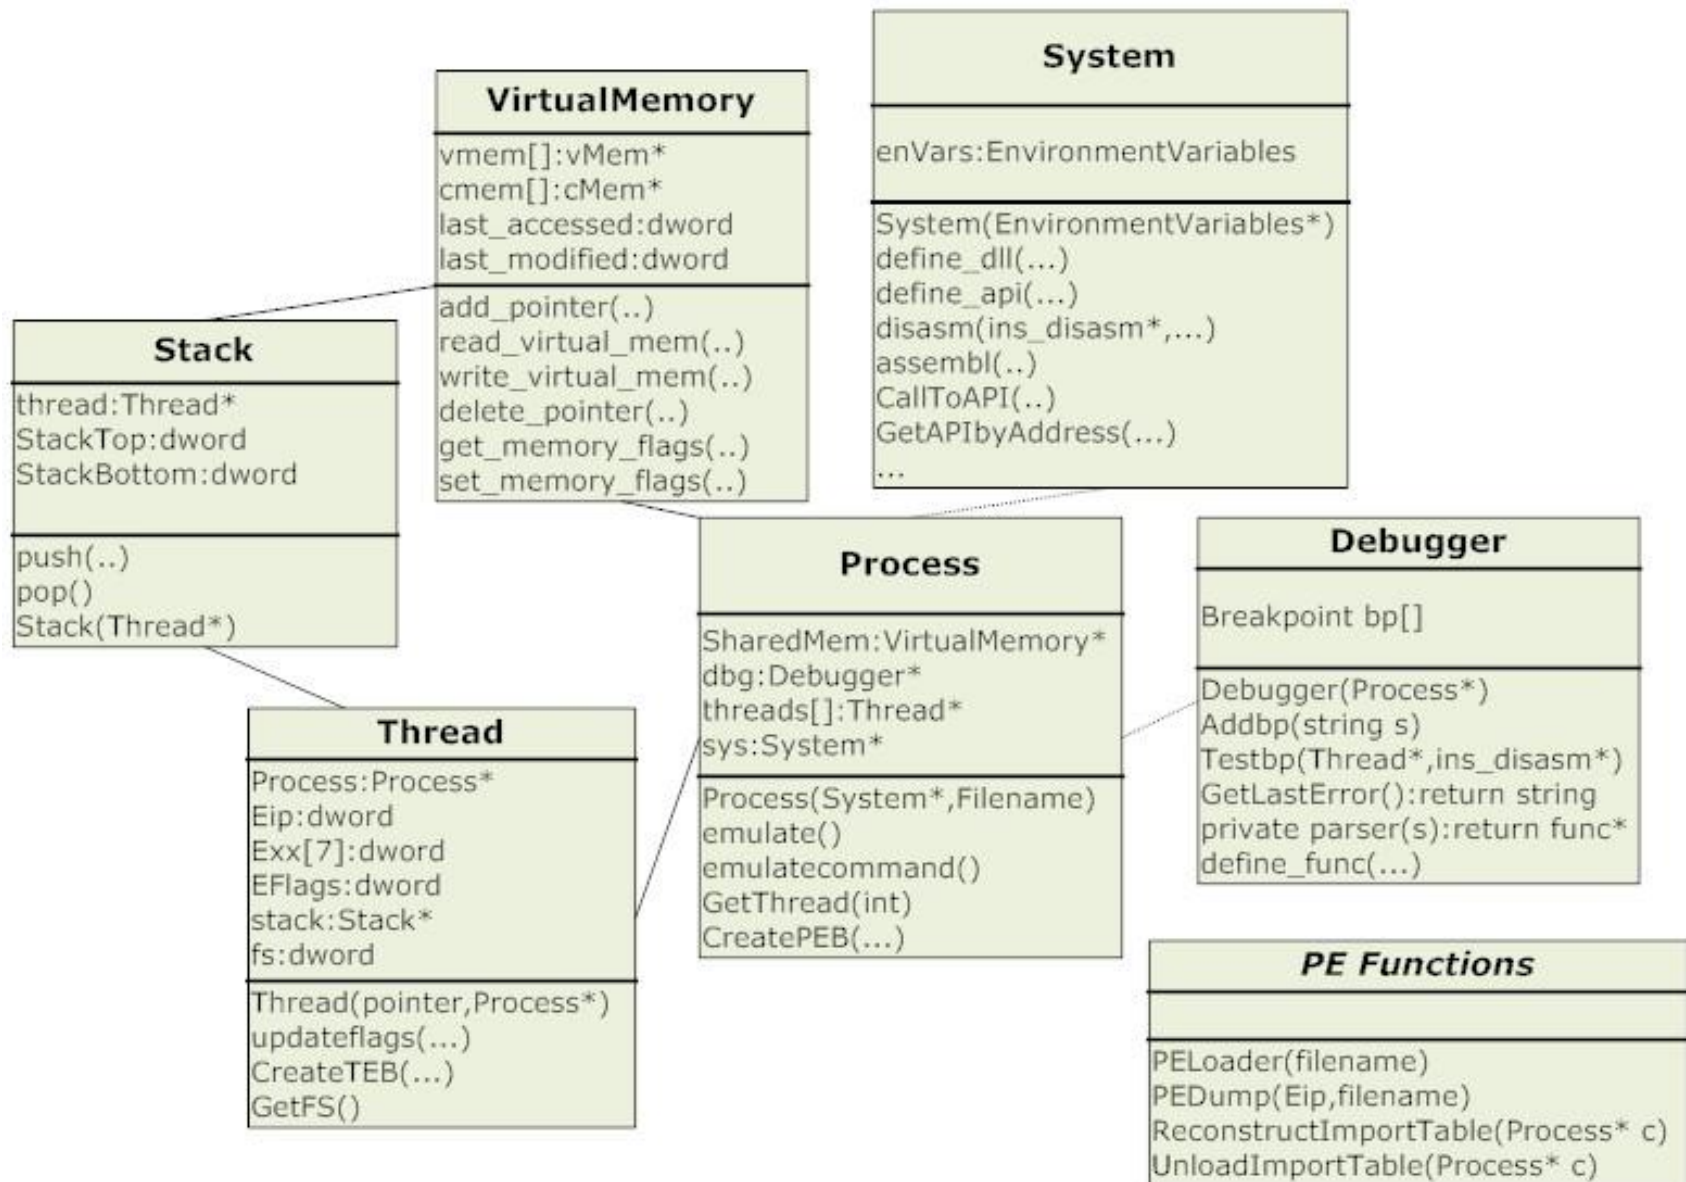 System
enVars:EnvironmentVariables
System(EnvironmentVariables*)
define_dll(...)
define_api(...)
disasm(ins_disasm*,...)
assembl(..)
CallToAPI(..)
GetAPIbyAddress(...)
...
VirtualMemory
vmem[]:vMem*
cmem[]:cMem*
last_accessed:dword
last_modified:dword
add_pointer(..)
read_virtual_mem(..)
write_virtual_mem(..)
delete_pointer(..)
get_memory_flags(..)
set_memory_flags(..)
Stack
thread:Thread*
StackTop:dword
StackBottom:dword
push(..)
pop()
Stack(Thread*)
Process
SharedMem:VirtualMemory*
dbg:Debugger*
threads[]:Thread*
sys:System*
Process(System*,Filename)
emulate()
emulatecommand()
GetThread(int)
CreatePEB(...)
Debugger
Breakpoint bp[]
Debugger(Process*)
Addbp(string s)
Testbp(Thread*,ins_disasm*)
GetLastError():return string
private parser(s):return func*
define_func(...)
Thread
Process:Process*
Eip:dword
Exx[7]:dword
EFlags:dword
stack:Stack*
fs:dword
Thread(pointer,Process*)
updateflags(...)
CreateTEB(...)
GetFS()
PE Functions
PELoader(filename)
PEDump(Eip,filename)
ReconstructImportTable(Process* c)
UnloadImportTable(Process* c)